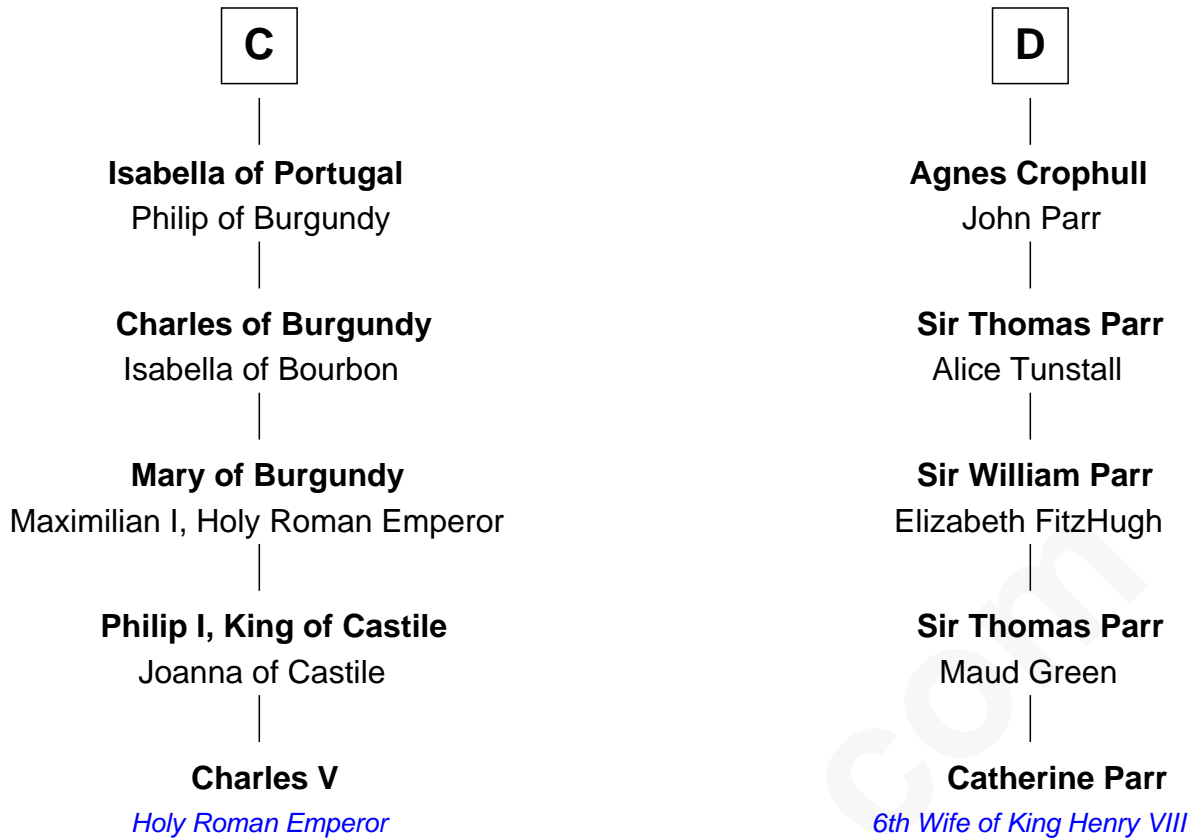 C
Isabella of Portugal
Philip of Burgundy
Charles of Burgundy
Isabella of Bourbon
Mary of Burgundy
Maximilian I, Holy Roman Emperor
Philip I, King of Castile
Joanna of Castile
Charles V
Holy Roman Emperor
D
Agnes Crophull
John Parr
Sir Thomas Parr
Alice Tunstall
Sir William Parr
Elizabeth FitzHugh
Sir Thomas Parr
Maud Green
Catherine Parr
6th Wife of King Henry VIII
com